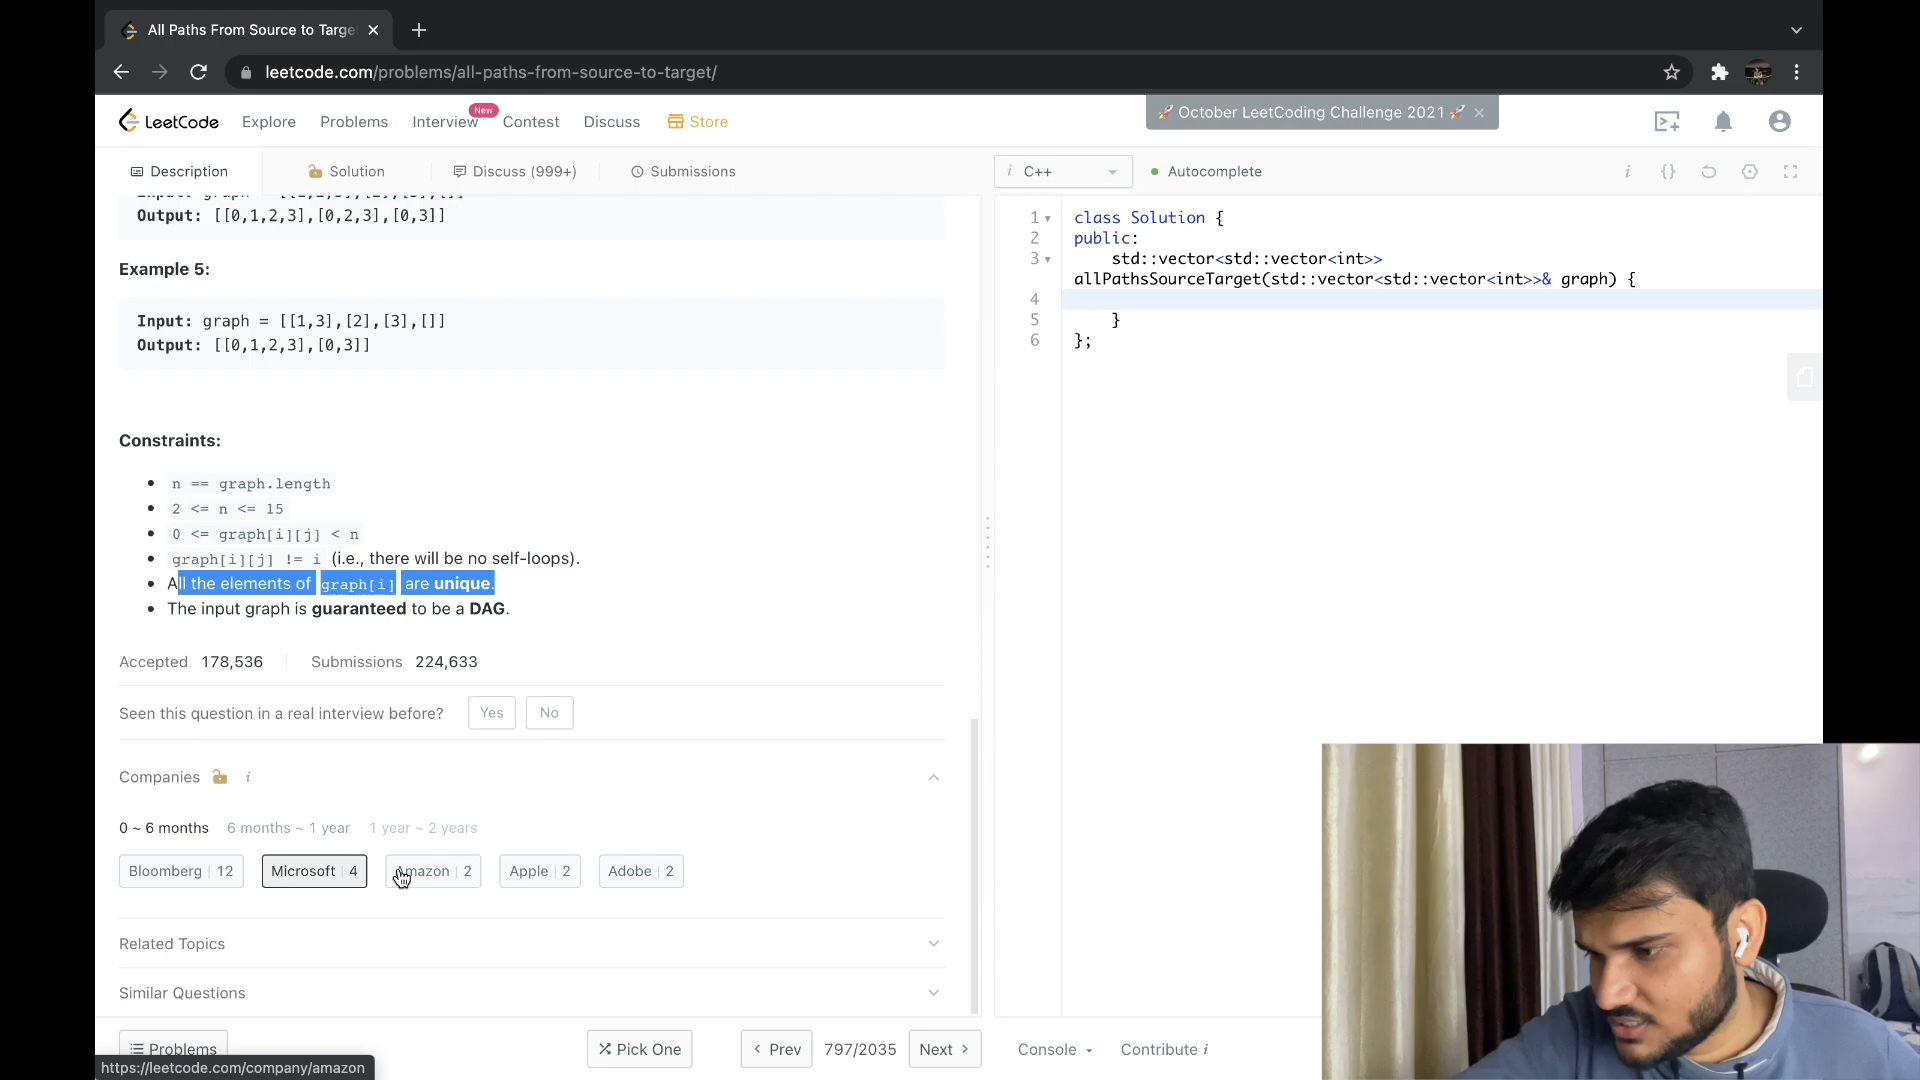 All Paths From Source to Targe
leetcode.com/problems/all-paths-from-source-to-target/
LeetCode
Explore
Problems
Interview
New
Contest
Discuss
Store
🚀 October LeetCoding Challenge 2021 🚀 ×
Description
Solution
Discuss (999+)
Submissions
i C++
Autocomplete
i
{}
Output: [[0,1,2,3],[0,2,3],[0,3]]
Example 5:
Input: graph = [[1,3],[2],[3],[]]
Output: [[0,1,2,3],[0,3]]
Constraints:
n == graph.length
2 <= n <= 15
0 <= graph[i][j] < n
graph[i][j] != i (i.e., there will be no self-loops).
All the elements of graph[i] are unique.
The input graph is guaranteed to be a DAG.
Accepted 178,536 Submissions 224,633
Seen this question in a real interview before? Yes No
Companies i
0 ~ 6 months 6 months ~ 1 year 1 year ~ 2 years
Bloomberg 12 Microsoft 4 Amazon 2 Apple 2 Adobe 2
Related Topics
Similar Questions
Problems
Pick One
< Prev
797/2035
Next >
Console
Contribute i
https://leetcode.com/company/amazon
1 class Solution {
2 public:
3 std::vector<std::vector<int>>
allPathsSourceTarget(std::vector<std::vector<int>>& graph) {
4
5 }
6 };